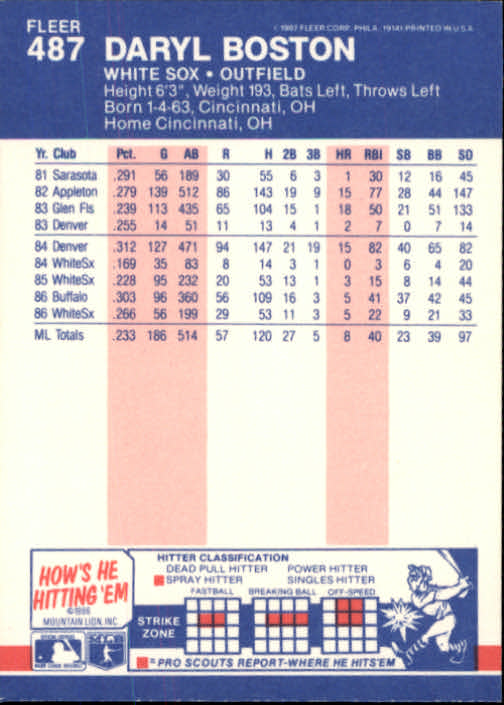 FLEER
487 DARYL BOSTON
© 1987 FLEER CORP. PHILA. 19141 PRINTED IN U.S.A.
WHITE SOX • OUTFIELD
Height 6'3", Weight 193, Bats Left, Throws Left
Born 1-4-63, Cincinnati, OH
Home Cincinnati, OH
Yr. Club Pct. G AB R H 2B 3B HR RBI SB BB SO
81 Sarasota .291 56 189 30 55 6 3 1 30 12 16 45
82 Appleton .279 139 512 86 143 19 9 15 77 28 44 147
83 Glen Fls .239 113 435 65 104 15 1 18 50 21 51 133
83 Denver .255 14 51 11 13 4 1 2 7 0 7 14
84 Denver .312 127 471 94 147 21 19 15 82 40 65 82
84 WhiteSx .169 35 83 8 14 3 1 0 3 6 4 20
85 WhiteSx .228 95 232 20 53 13 1 3 15 8 14 44
86 Buffalo .303 96 360 56 109 16 3 5 41 37 42 45
86 WhiteSx .266 56 199 29 53 11 3 5 22 9 21 33
ML Totals .233 186 514 57 120 27 5 8 40 23 39 97
HOW'S HE
HITTING 'EM
©1986
MOUNTAIN LION, INC
HITTER CLASSIFICATION
DEAD PULL HITTER POWER HITTER
SPRAY HITTER SINGLES HITTER
FASTBALL BREAKING BALL OFF-SPEED
STRIKE
ZONE
= PRO SCOUTS REPORT-WHERE HE HITS 'EM